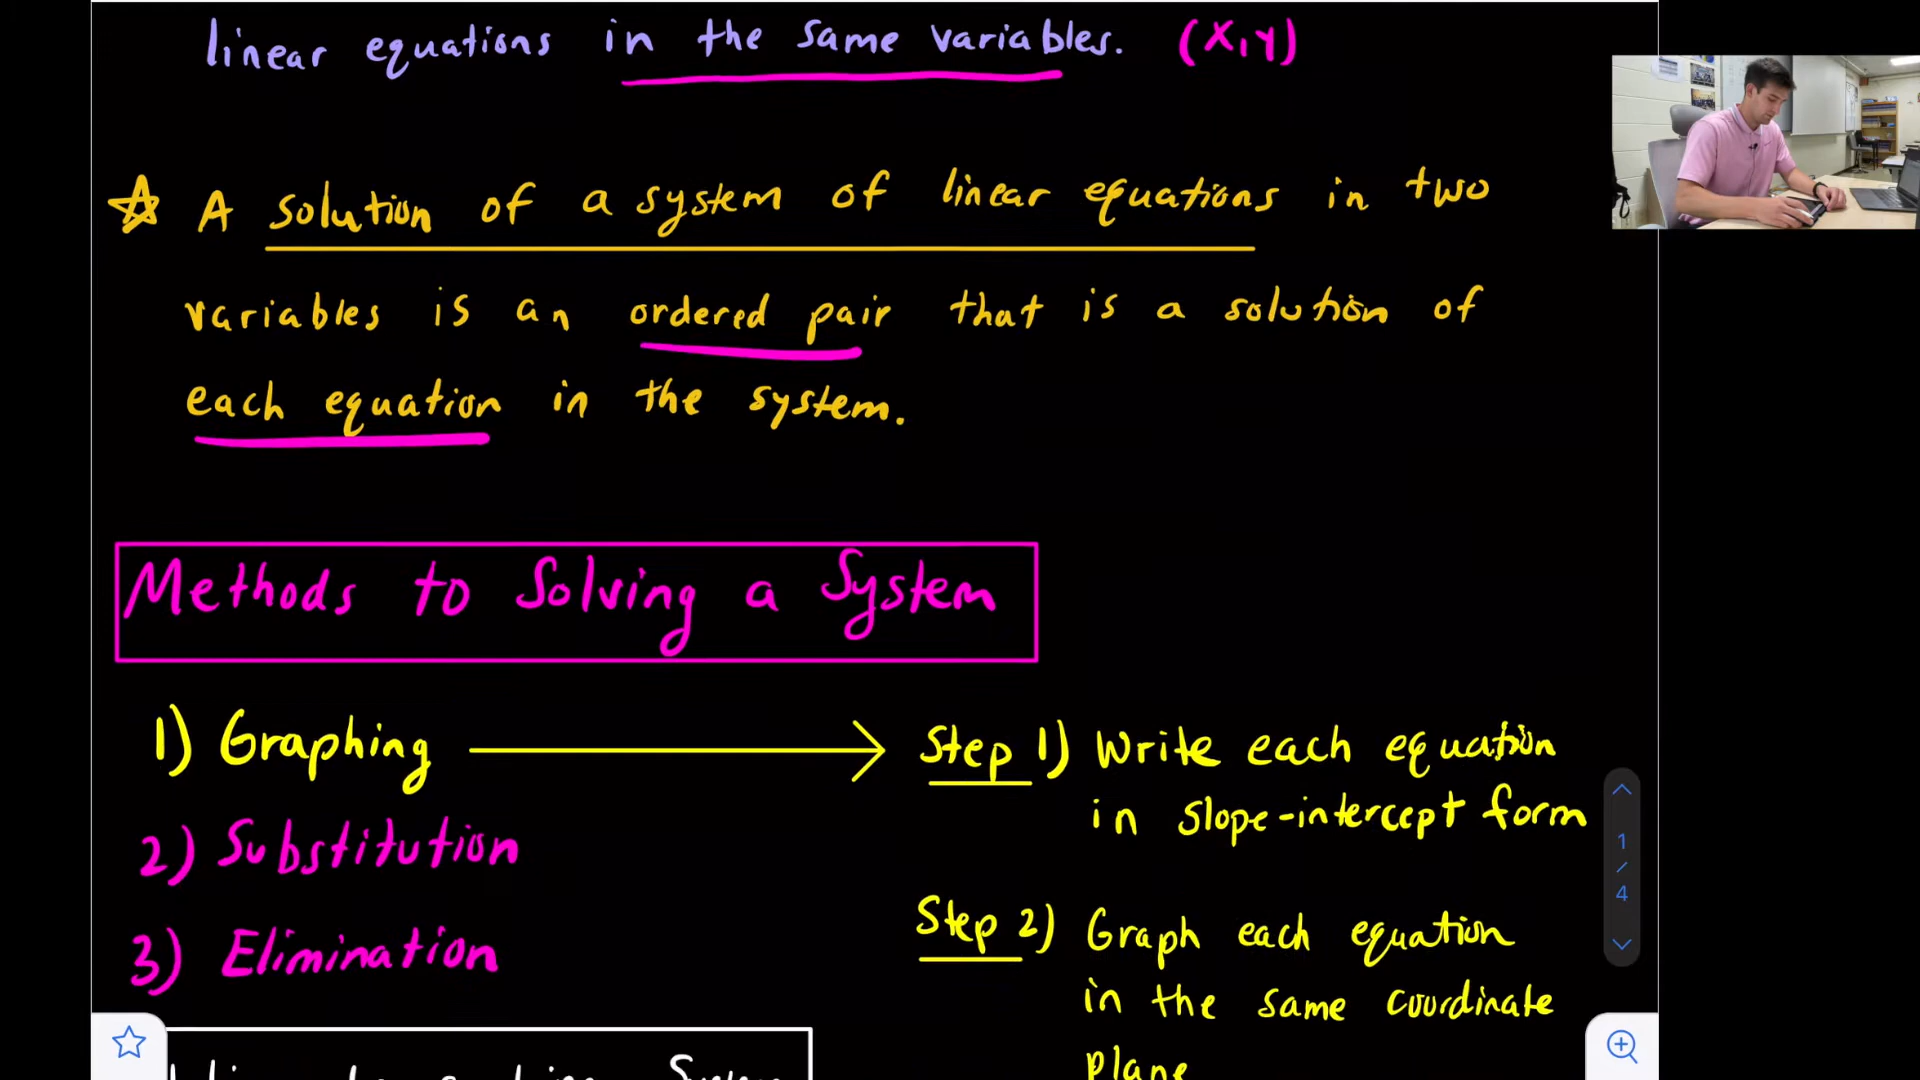 linear equations in the same variables. (x,y)
☆ A solution of a system of linear equations in two
variables is an ordered pair that is a solution of
each equation in the system.
Methods to Solving a System
1) Graphing
2) Substitution
3) Elimination
Step 1) Write each equation
in slope-intercept form
Step 2) Graph each equation
in the same coordinate
plane
1
/
4
System